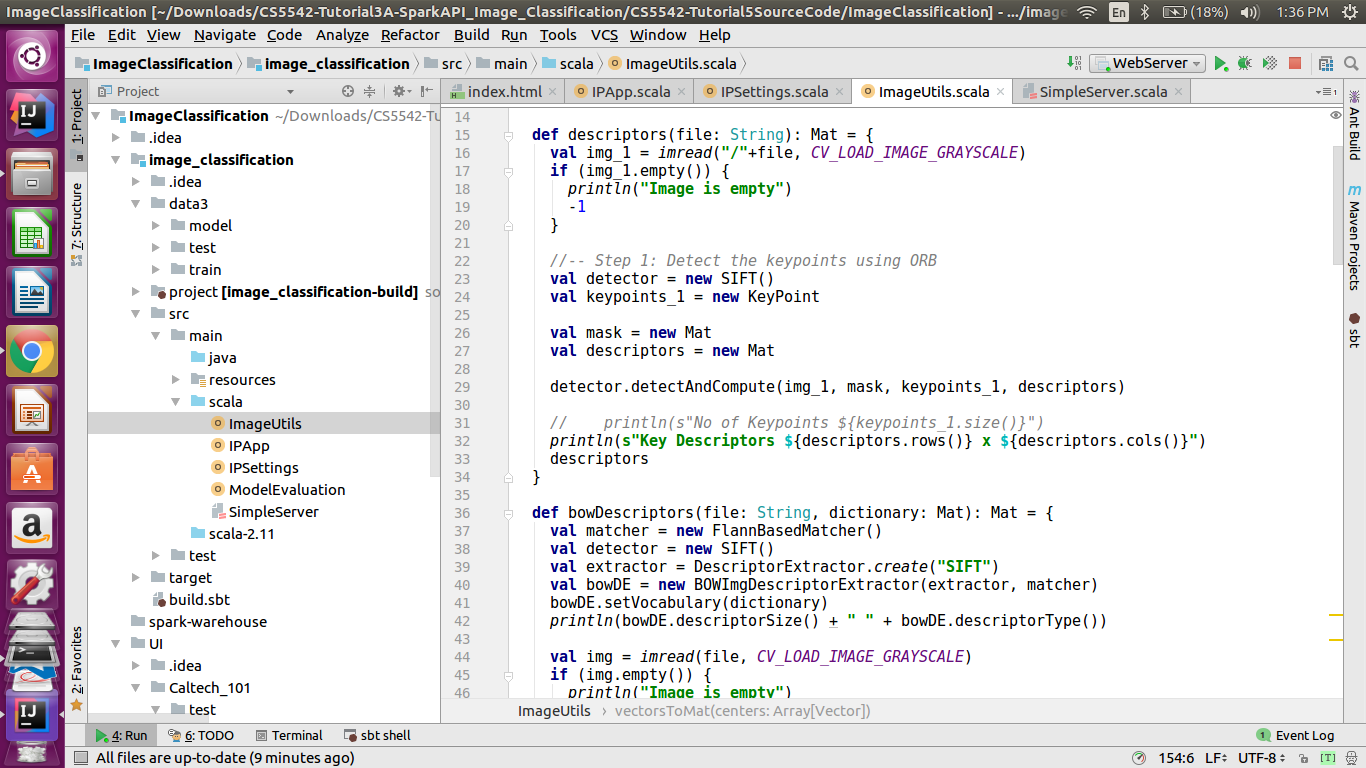 ImageClassification [~/Downloads/CS5542-Tutorial3A-SparkAPI_Image_Classification/CS5542-Tutorial5SourceCode/ImageClassification] - .../image
En (18%) 1:36 PM
File Edit View Navigate Code Analyze Refactor Build Run Tools VCS Window Help
ImageClassification image_classification src main scala ImageUtils.scala WebServer
Project
index.html IPApp.scala IPSettings.scala ImageUtils.scala SimpleServer.scala
1: Project
7: Structure
2: Favorites
ImageClassification ~/Downloads/CS5542-Tu
.idea
image_classification
.idea
data3
model
test
train
project [image_classification-build] so
src
main
java
resources
scala
ImageUtils
IPApp
IPSettings
ModelEvaluation
SimpleServer
scala-2.11
test
target
build.sbt
spark-warehouse
UI
.idea
Caltech_101
test
14
15 def descriptors(file: String): Mat = {
16 val img_1 = imread("/"+file, CV_LOAD_IMAGE_GRAYSCALE)
17 if (img_1.empty()) {
18 println("Image is empty")
19 -1
20 }
21
22 //-- Step 1: Detect the keypoints using ORB
23 val detector = new SIFT()
24 val keypoints_1 = new KeyPoint
25
26 val mask = new Mat
27 val descriptors = new Mat
28
29 detector.detectAndCompute(img_1, mask, keypoints_1, descriptors)
30
31 // println(s"No of Keypoints ${keypoints_1.size()}")
32 println(s"Key Descriptors ${descriptors.rows()} x ${descriptors.cols()}")
33 descriptors
34 }
35
36 def bowDescriptors(file: String, dictionary: Mat): Mat = {
37 val matcher = new FlannBasedMatcher()
38 val detector = new SIFT()
39 val extractor = DescriptorExtractor.create("SIFT")
40 val bowDE = new BOWImgDescriptorExtractor(extractor, matcher)
41 bowDE.setVocabulary(dictionary)
42 println(bowDE.descriptorSize() + " " + bowDE.descriptorType())
43
44 val img = imread(file, CV_LOAD_IMAGE_GRAYSCALE)
45 if (img.empty()) {
46 println("Image is empty")
Ant Build
Maven Projects
sbt
ImageUtils vectorsToMat(centers: Array[Vector])
4: Run 6: TODO Terminal sbt shell 1 Event Log
All files are up-to-date (9 minutes ago) 154:6 LF UTF-8 [T]